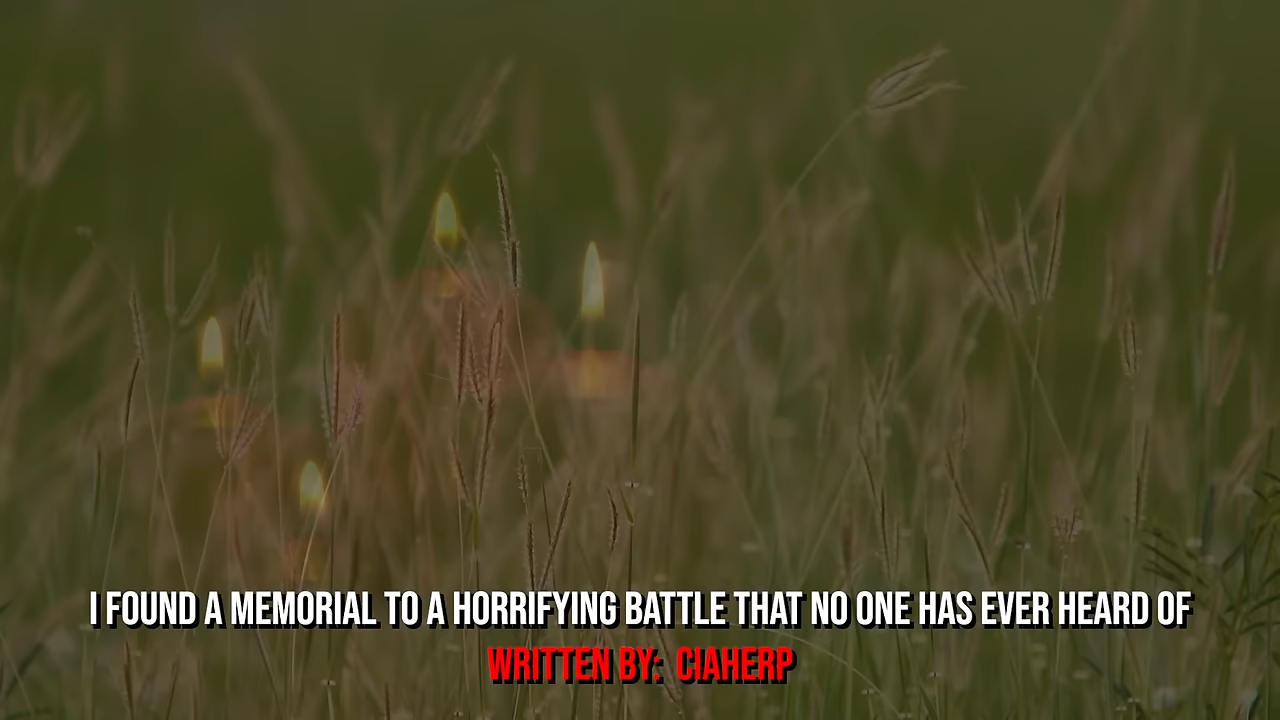 I FOUND A MEMORIAL TO A HORRIFYING BATTLE THAT NO ONE HAS EVER HEARD OF
WRITTEN BY: CIAHERP